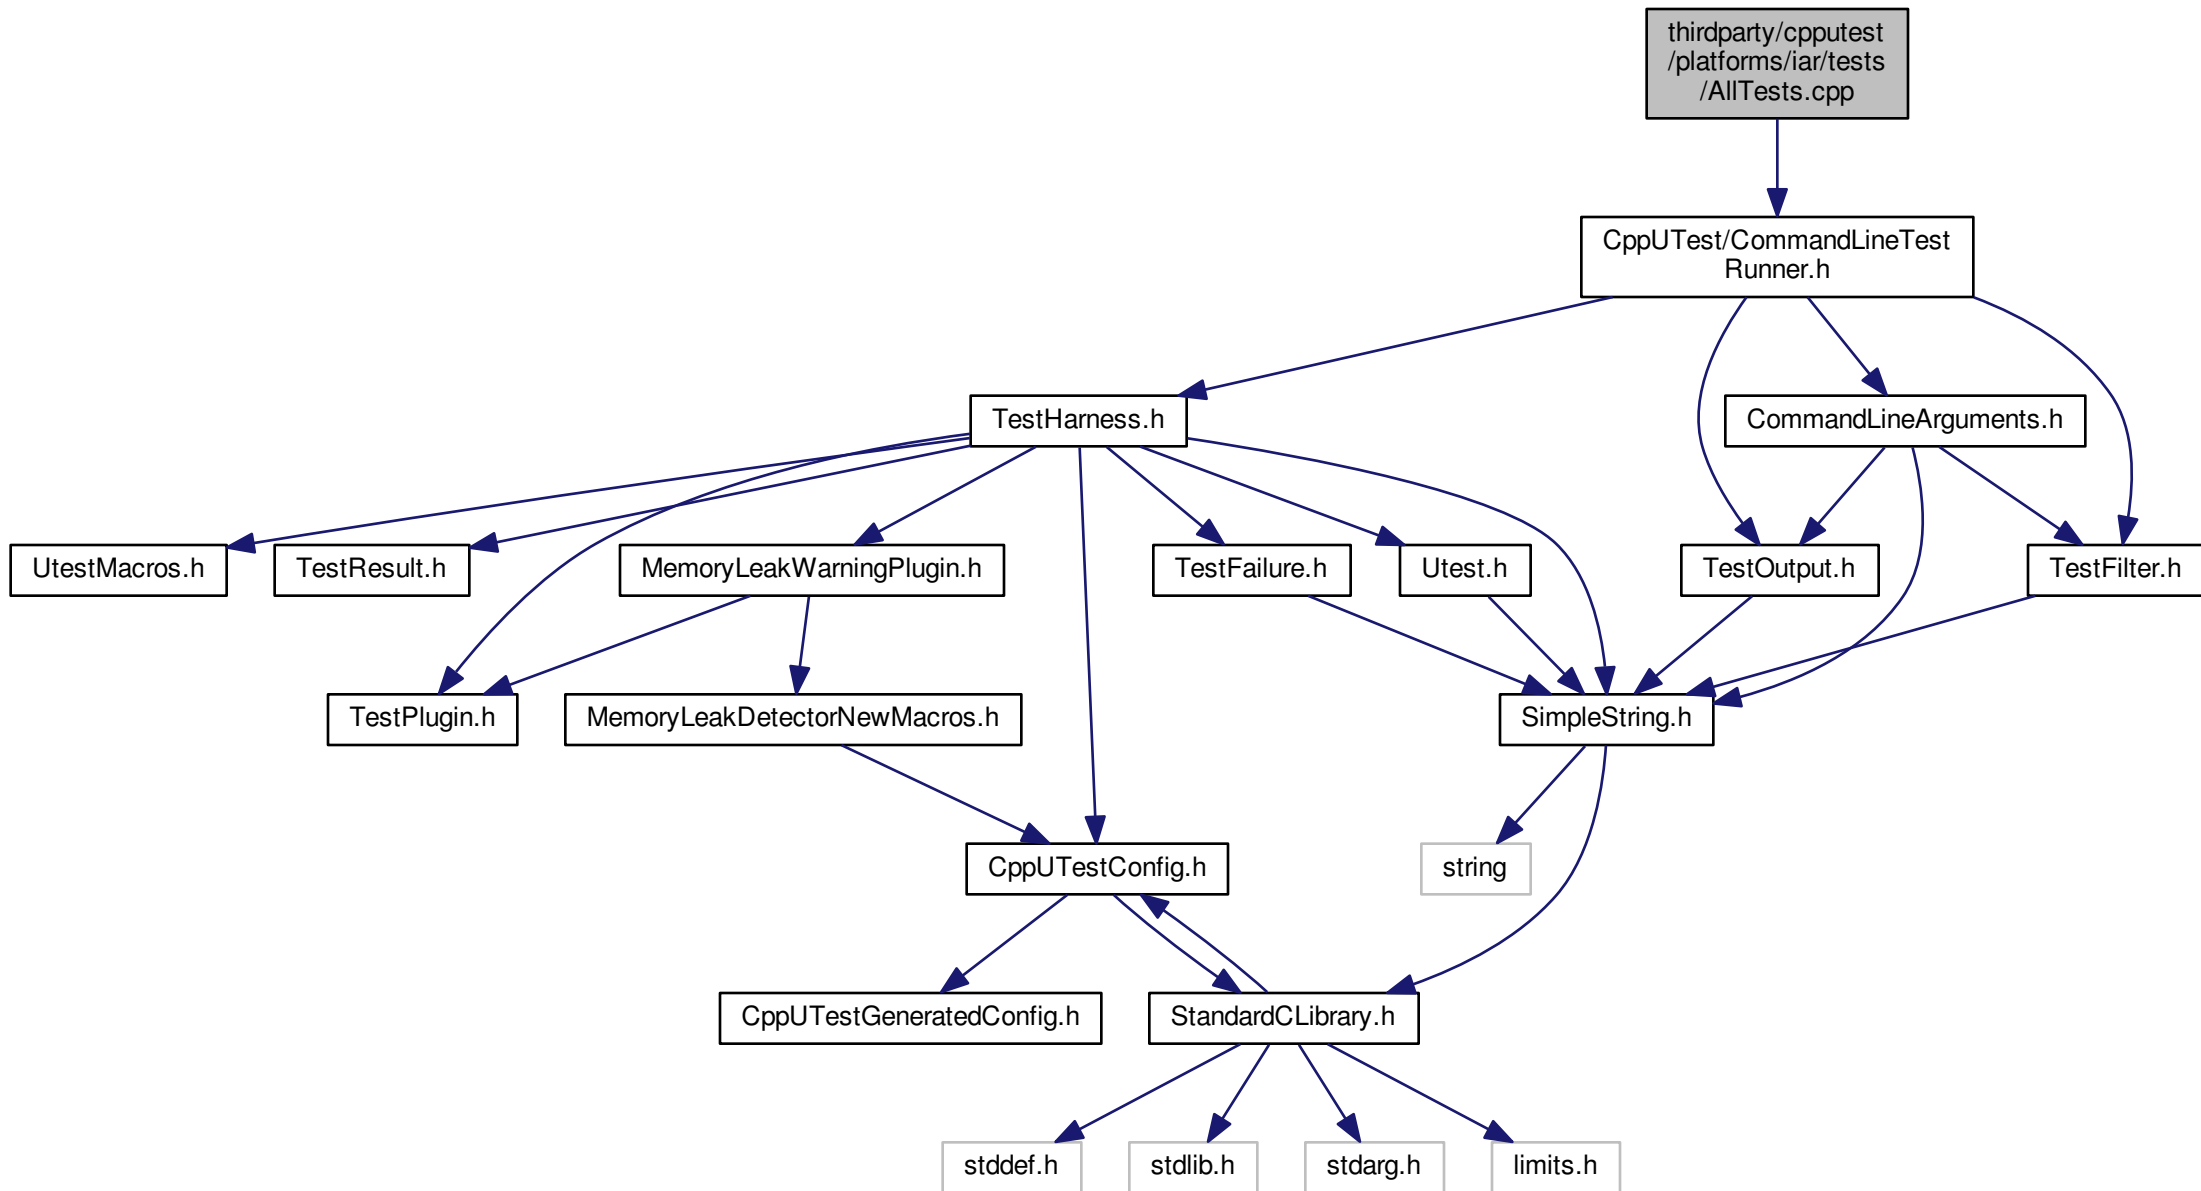 thirdparty/cpputest
/platforms/iar/tests
/AllTests.cpp
CppUTest/CommandLineTest
Runner.h
TestHarness.h
CommandLineArguments.h
UtestMacros.h
TestResult.h
MemoryLeakWarningPlugin.h
TestFailure.h
Utest.h
TestOutput.h
TestFilter.h
TestPlugin.h
MemoryLeakDetectorNewMacros.h
SimpleString.h
CppUTestConfig.h
string
CppUTestGeneratedConfig.h
StandardCLibrary.h
stddef.h
stdlib.h
stdarg.h
limits.h